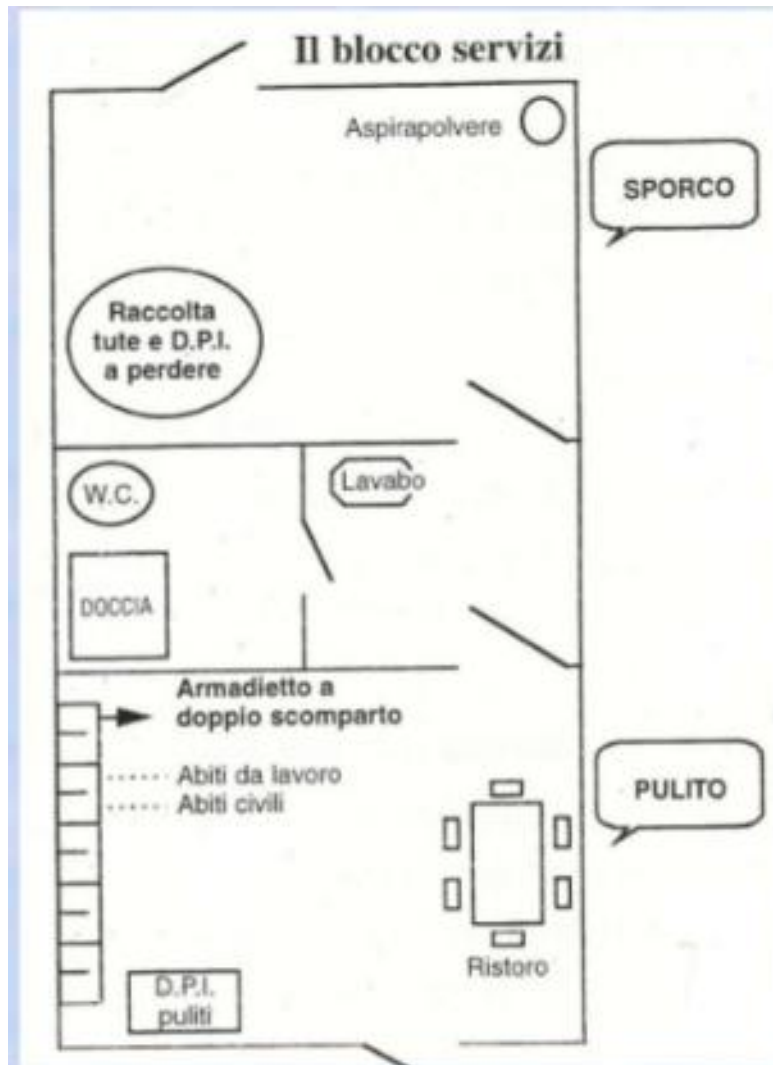 Il blocco servizi
Aspirapolvere
SPORCO
Raccolta
tute e D.P.I.
a perdere
W.C.
Lavabo
DOCCIA
Armadietto a
doppio scomparto
Abiti da lavoro
Abiti civili
PULITO
Ristoro
D.P.I.
puliti